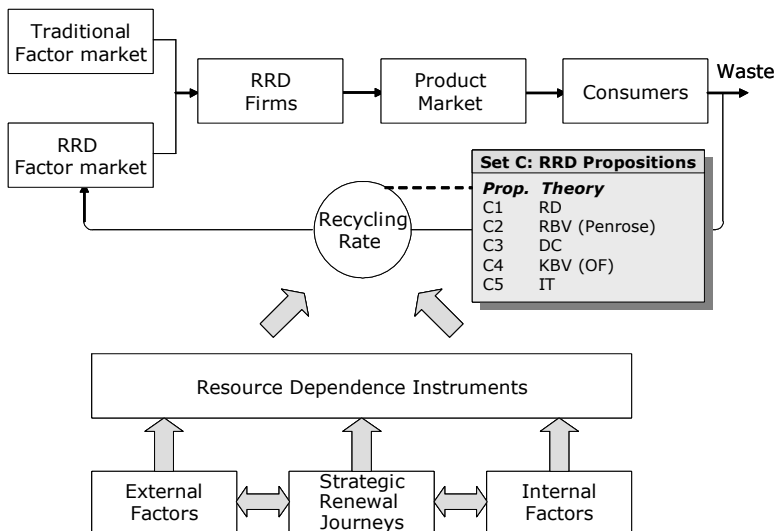 Traditional
Factor market
RRD
Firms
Product
Market
Consumers
Waste
RRD
Factor market
Recycling
Rate
Set C: RRD Propositions
Prop. Theory
C1 RD
C2 RBV (Penrose)
C3 DC
C4 KBV (OF)
C5 IT
Resource Dependence Instruments
External
Factors
Strategic
Renewal
Journeys
Internal
Factors